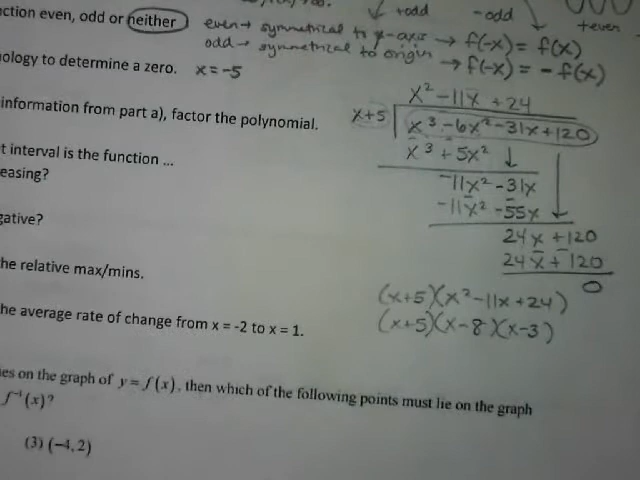 +odd -odd +even
ction even, odd or neither
even → symmetrical to y-axis → f(-x) = f(x)
odd → symmetrical to origin → f(-x) = - f(x)
nology to determine a zero. x = -5
information from part a), factor the polynomial.
x² - 11x + 24
x+5 x³ - 6x² - 31x + 120
x³ + 5x²
-11x² - 31x
-11x² - 55x
24x + 120
24x + 120
0
t interval is the function ...
easing?
gative?
he relative max/mins.
(x+5)(x² - 11x + 24)
(x+5)(x-8)(x-3)
he average rate of change from x = -2 to x = 1.
ies on the graph of y = f(x), then which of the following points must lie on the graph
f⁻¹(x)?
(3) (-4, 2)